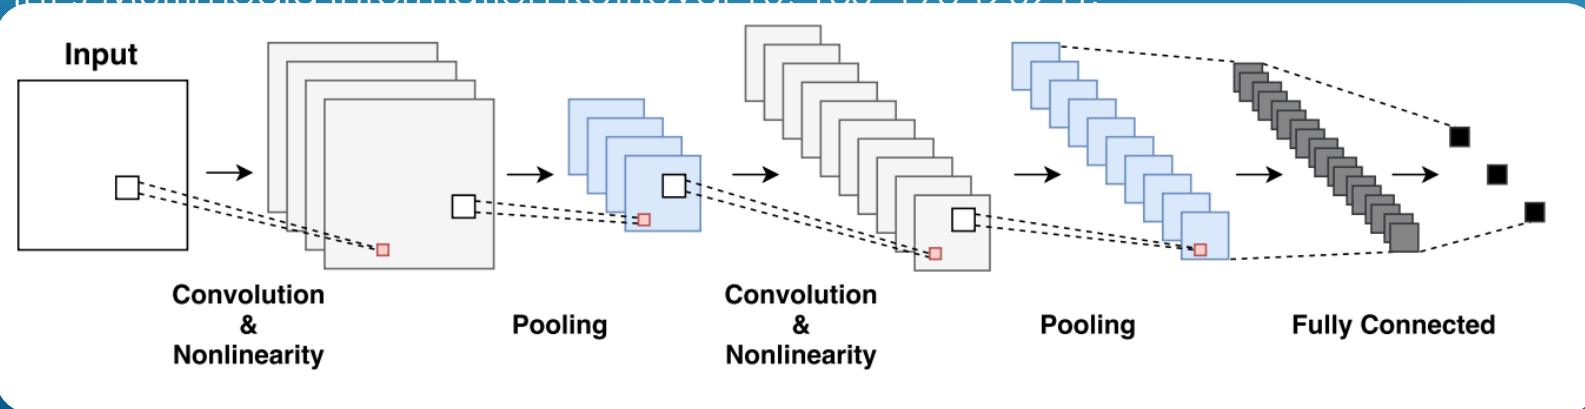 Input
Convolution
&
Nonlinearity
Pooling
Convolution
&
Nonlinearity
Pooling
Fully Connected